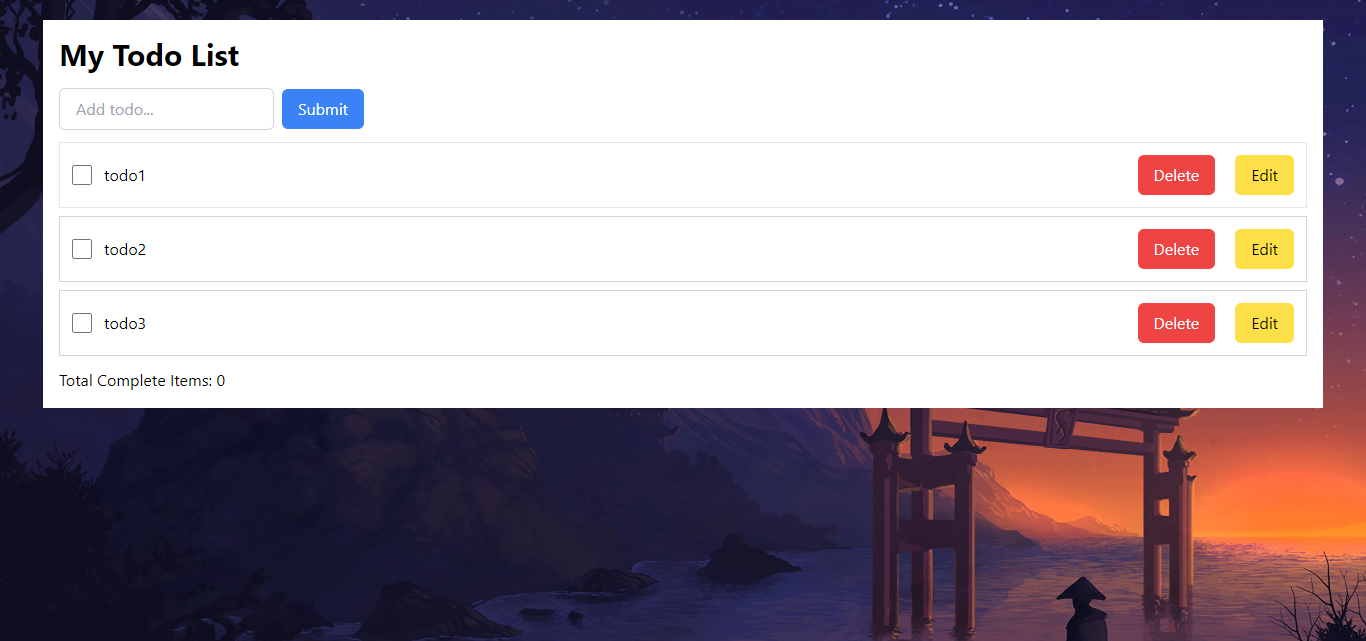 My Todo List
Add todo... Submit
todo1 Delete Edit
todo2 Delete Edit
todo3 Delete Edit
Total Complete Items: 0